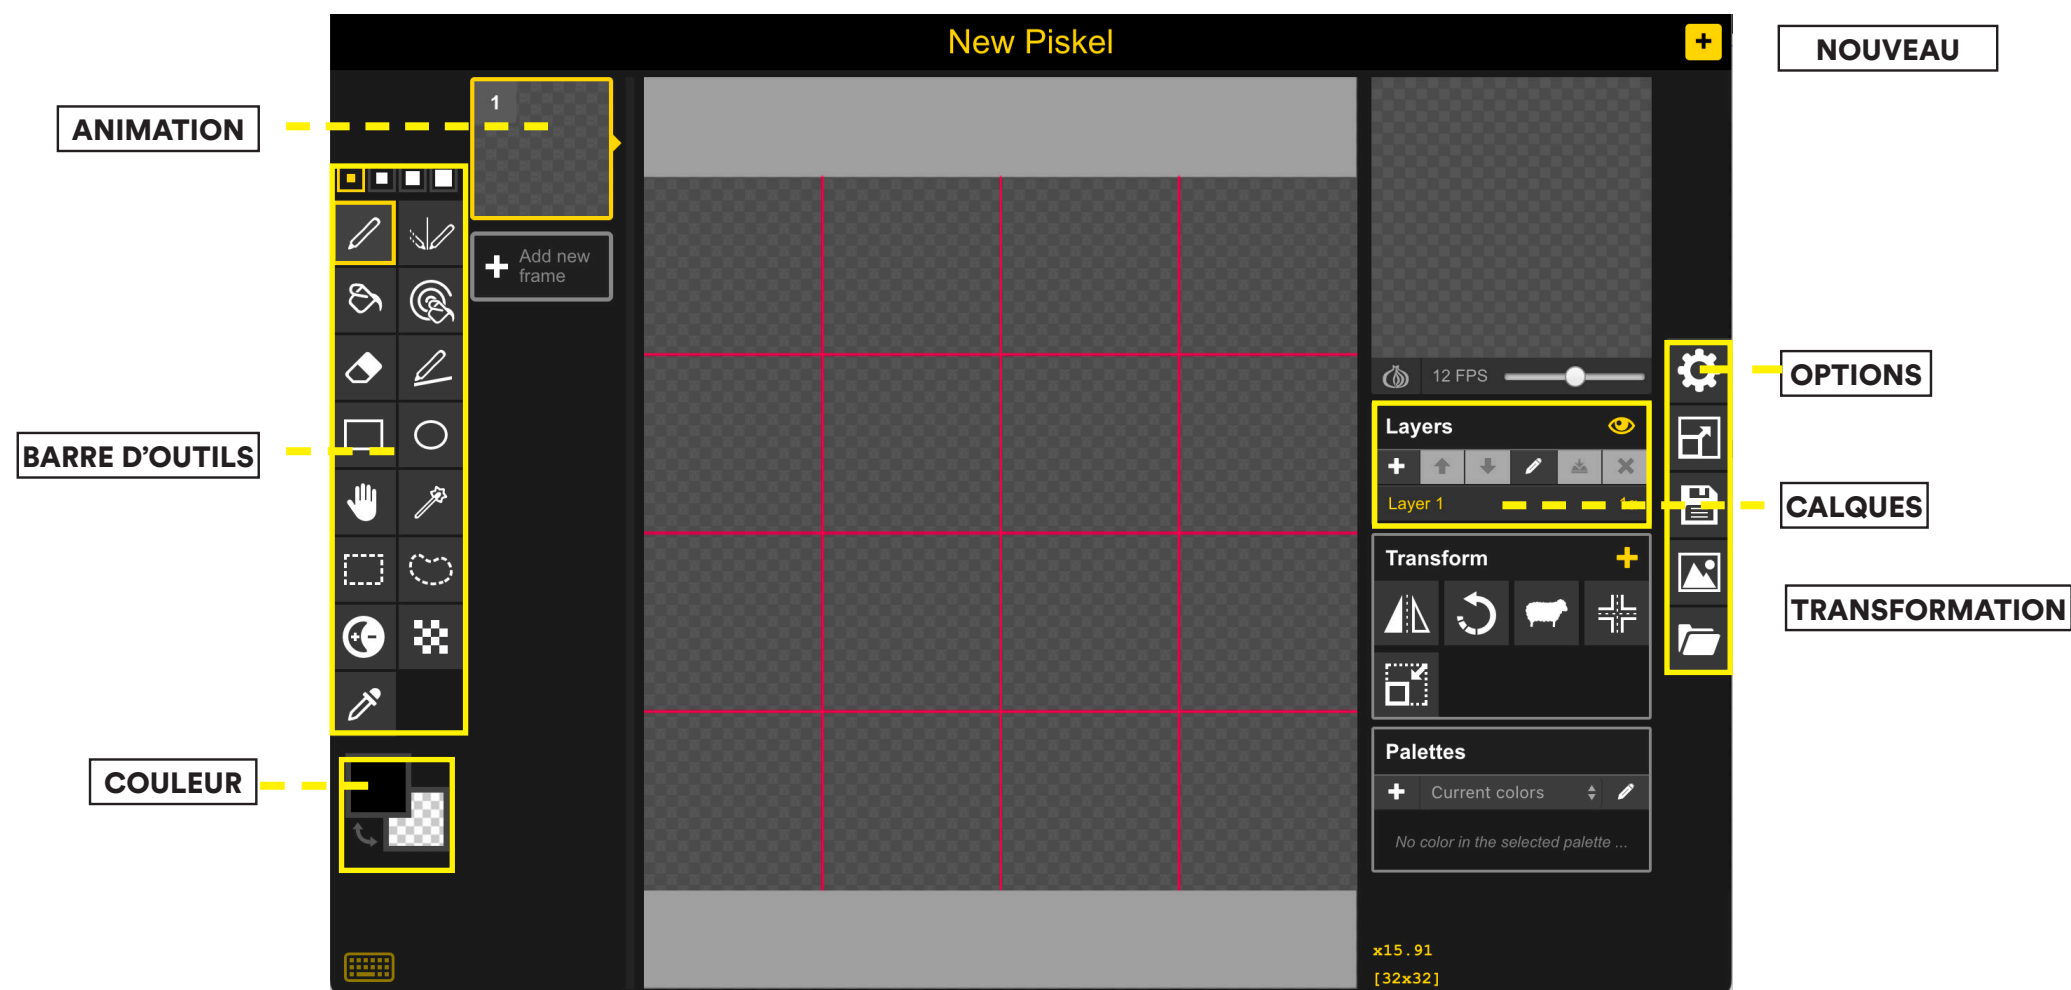 New Piskel
NOUVEAU
ANIMATION
1
Add new
frame
12 FPS
OPTIONS
Layers
BARRE D'OUTILS
Layer 1
CALQUES
Transform
TRANSFORMATION
Palettes
COULEUR
Current colors
No color in the selected palette ...
x15.91
[32x32]